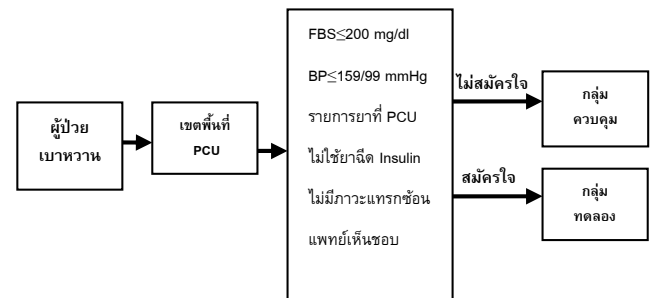 ผู้ป่วย
เบาหวาน
เขตพื้นที่
PCU
FBS≤200 mg/dl
BP≤159/99 mmHg
รายการยาที่ PCU
ไม่ใช้ยาฉีด Insulin
ไม่มีภาวะแทรกซ้อน
แพทย์เห็นชอบ
ไม่สมัครใจ
กลุ่ม
ควบคุม
สมัครใจ
กลุ่ม
ทดลอง